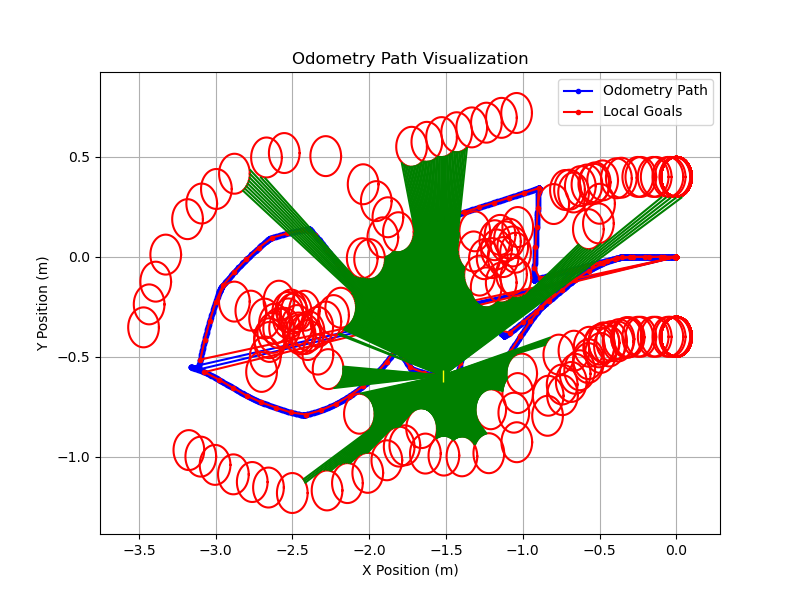 Odometry Path Visualization
Odometry Path
Local Goals
Y Position (m)
0.5
0.0
−0.5
−1.0
−3.5 −3.0 −2.5 −2.0 −1.5 −1.0 −0.5 0.0
X Position (m)